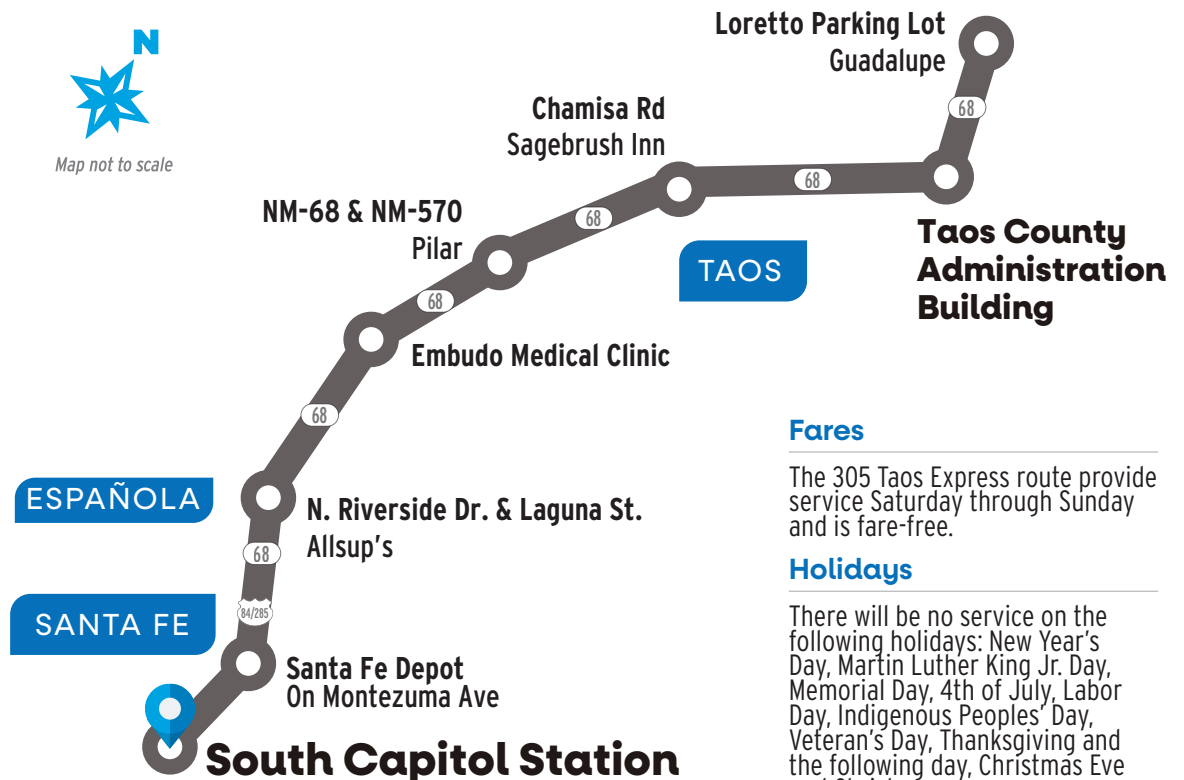 N
Map not to scale
Loretto Parking Lot
Guadalupe
68
Chamisa Rd
Sagebrush Inn
68
Taos County
Administration
Building
TAOS
68
NM-68 & NM-570
Pilar
68
Embudo Medical Clinic
68
ESPAÑOLA
N. Riverside Dr. & Laguna St.
Allsup's
68
84/285
SANTA FE
Santa Fe Depot
On Montezuma Ave
South Capitol Station
Fares
The 305 Taos Express route provide
service Saturday through Sunday
and is fare-free.
Holidays
There will be no service on the
following holidays: New Year's
Day, Martin Luther King Jr. Day,
Memorial Day, 4th of July, Labor
Day, Indigenous Peoples' Day,
Veteran's Day, Thanksgiving and
the following day, Christmas Eve